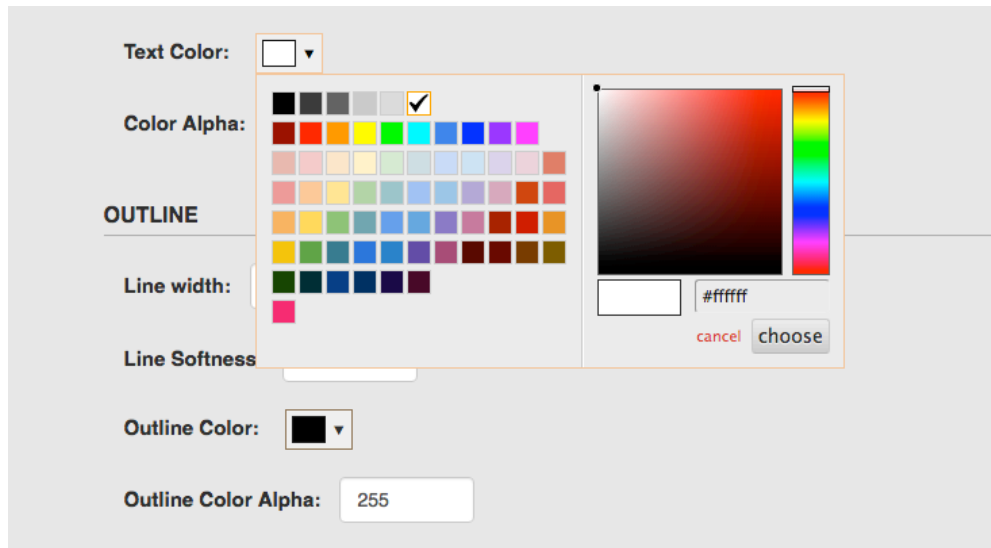 Text Color:
Color Alpha:
OUTLINE
Line width:
#ffffff
cancel choose
Line Softness
Outline Color:
Outline Color Alpha: 255